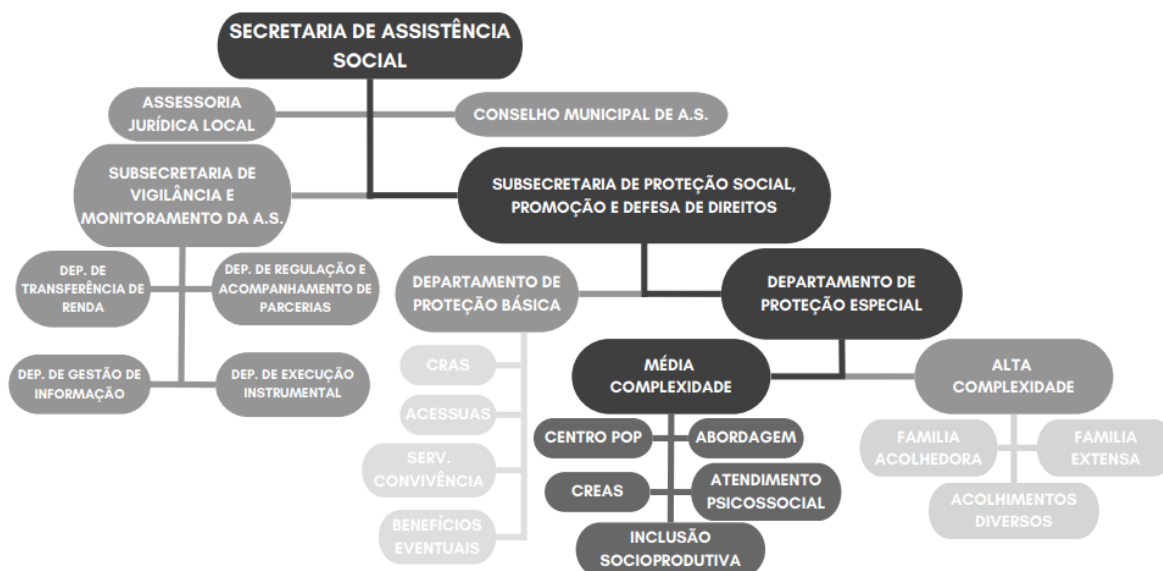 SECRETARIA DE ASSISTÊNCIA
SOCIAL
ASSESSORIA
JURÍDICA LOCAL
CONSELHO MUNICIPAL DE A.S.
SUBSECRETARIA DE
VIGILÂNCIA E
MONITORAMENTO DA A.S.
SUBSECRETARIA DE PROTEÇÃO SOCIAL,
PROMOÇÃO E DEFESA DE DIREITOS
DEP. DE
TRANSFERÊNCIA DE
RENDA
DEP. DE REGULAÇÃO E
ACOMPANHAMENTO DE
PARCERIAS
DEP. DE GESTÃO DE
INFORMAÇÃO
DEP. DE EXECUÇÃO
INSTRUMENTAL
DEPARTAMENTO DE
PROTEÇÃO BÁSICA
DEPARTAMENTO DE
PROTEÇÃO ESPECIAL
CRAS
ACESSUAS
SERV.
CONVIVÊNCIA
BENEFÍCIOS
EVENTUAIS
MÉDIA
COMPLEXIDADE
ALTA
COMPLEXIDADE
CENTRO POP
ABORDAGEM
CREAS
ATENDIMENTO
PSICOSSOCIAL
INCLUSÃO
SOCIOPRODUTIVA
FAMILIA
ACOLHEDORA
FAMILIA
EXTENSA
ACOLHIMENTOS
DIVERSOS